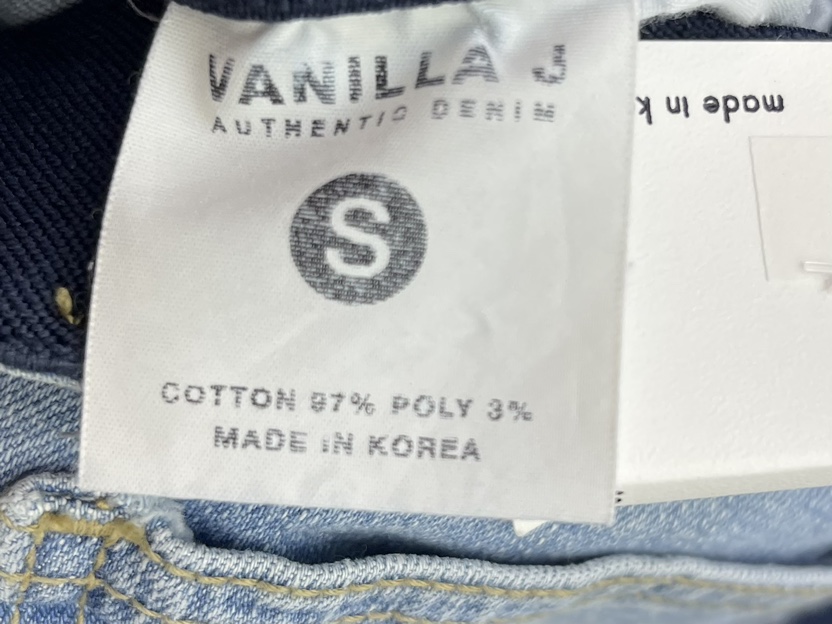 VANILLA J
AUTHENTIC DENIM
S
COTTON 97% POLY 3%
MADE IN KOREA
made in k